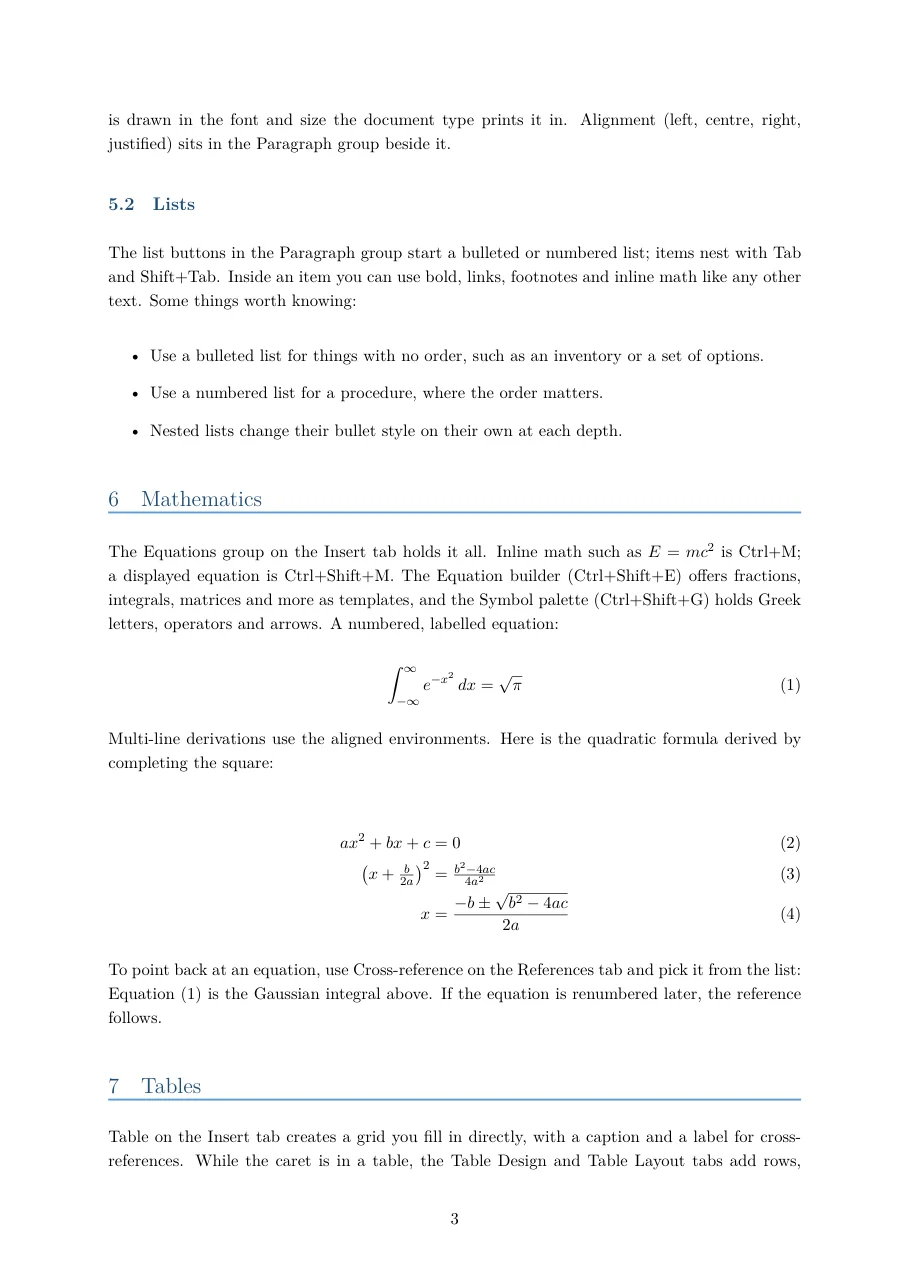 is drawn in the font and size the document type prints it in. Alignment (left, centre, right,
justified) sits in the Paragraph group beside it.
5.2 Lists
The list buttons in the Paragraph group start a bulleted or numbered list; items nest with Tab
and Shift+Tab. Inside an item you can use bold, links, footnotes and inline math like any other
text. Some things worth knowing:
• Use a bulleted list for things with no order, such as an inventory or a set of options.
• Use a numbered list for a procedure, where the order matters.
• Nested lists change their bullet style on their own at each depth.
6 Mathematics
The Equations group on the Insert tab holds it all. Inline math such as E = mc² is Ctrl+M;
a displayed equation is Ctrl+Shift+M. The Equation builder (Ctrl+Shift+E) offers fractions,
integrals, matrices and more as templates, and the Symbol palette (Ctrl+Shift+G) holds Greek
letters, operators and arrows. A numbered, labelled equation:
∫_{−∞}^{∞} e^{−x²} dx = √π (1)
Multi-line derivations use the aligned environments. Here is the quadratic formula derived by
completing the square:
ax² + bx + c = 0 (2)
(x + b/2a)² = (b²−4ac)/(4a²) (3)
x = (−b ± √(b² − 4ac))/(2a) (4)
To point back at an equation, use Cross-reference on the References tab and pick it from the list:
Equation (1) is the Gaussian integral above. If the equation is renumbered later, the reference
follows.
7 Tables
Table on the Insert tab creates a grid you fill in directly, with a caption and a label for cross-
references. While the caret is in a table, the Table Design and Table Layout tabs add rows,
3